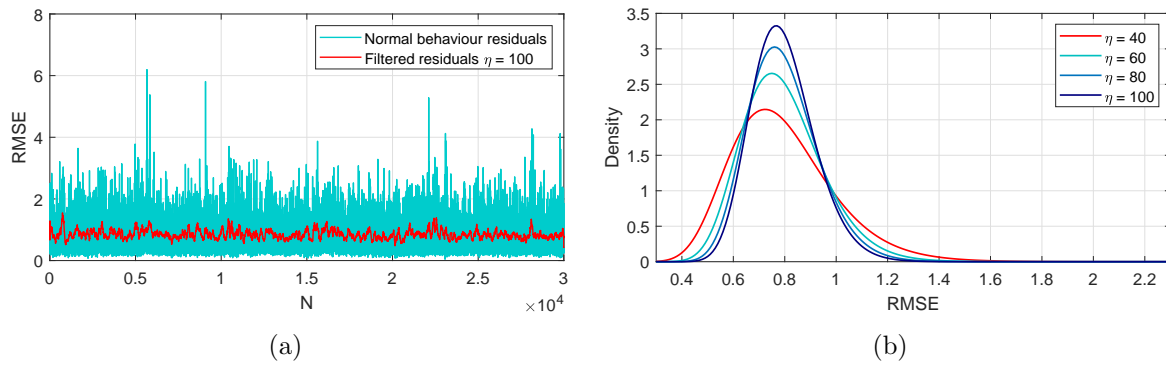 8
6
4
2
0
RMSE
Normal behaviour residuals
Filtered residuals η = 100
0 0.5 1 1.5 2 2.5 3
N
×10⁴
(a)
3.5
3
2.5
2
1.5
1
0.5
0
Density
η = 40
η = 60
η = 80
η = 100
0.4 0.6 0.8 1 1.2 1.4 1.6 1.8 2 2.2
RMSE
(b)